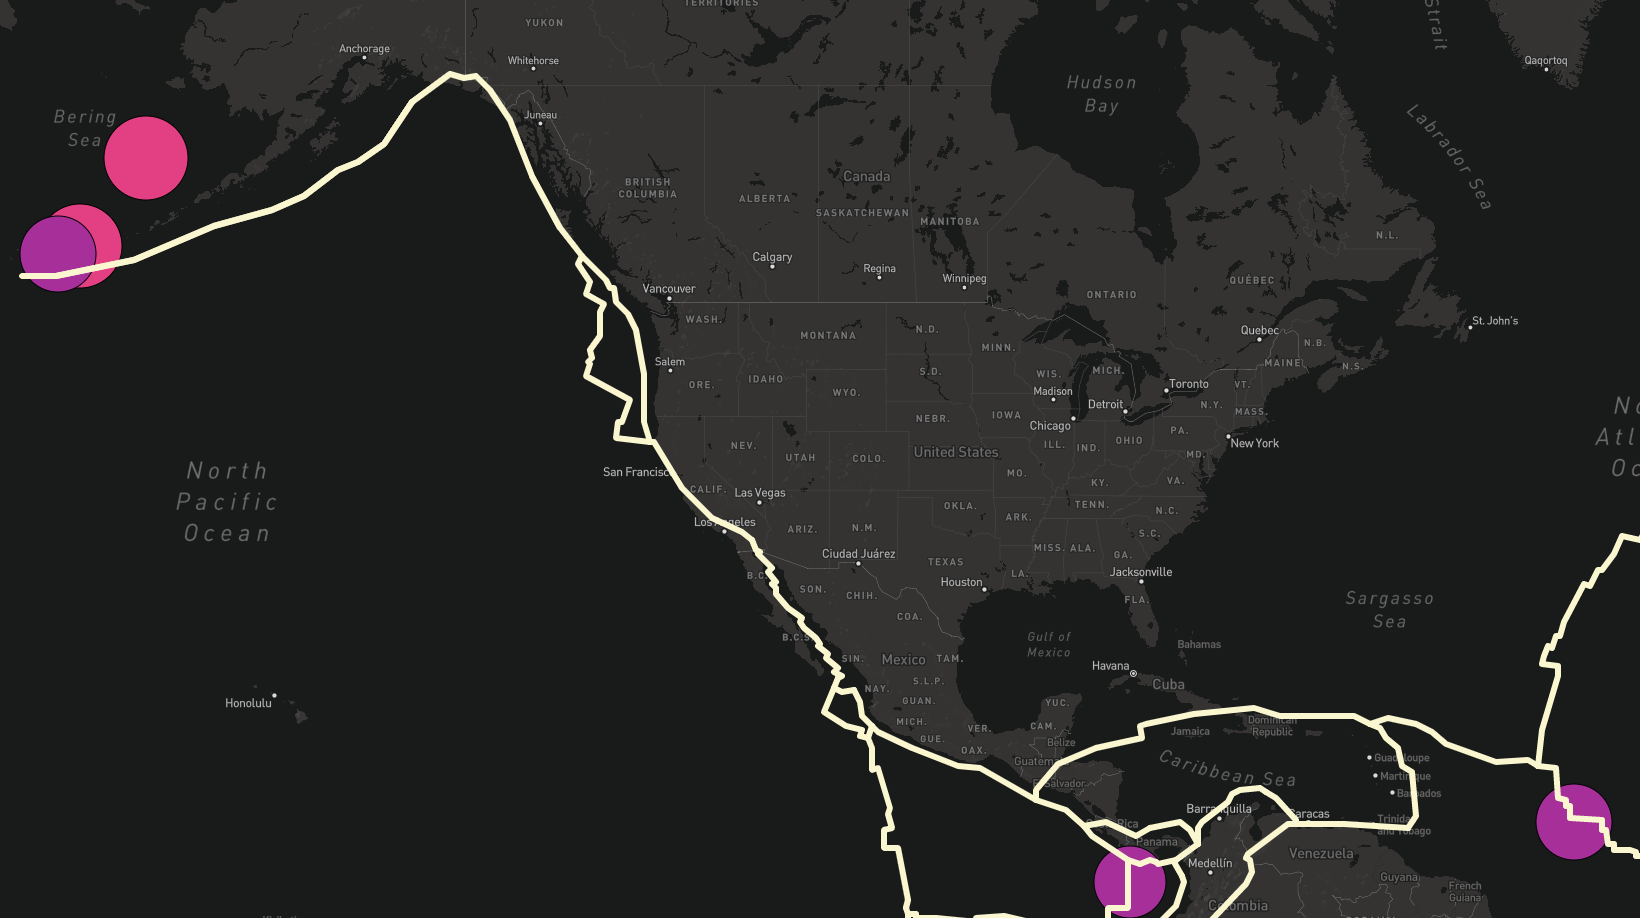 TERRITORIES
Strait
YUKON
Anchorage
Whitehorse
Qaqortoq
Hudson
Bay
Bering
Sea
Juneau
Labrador Sea
Canada
BRITISH
COLUMBIA
ALBERTA
SASKATCHEWAN
MANITOBA
N.L.
Calgary
Regina
Winnipeg
QUÉBEC
Vancouver
ONTARIO
WASH.
St. John's
N.D.
Quebec
MONTANA
MINN.
N.B.
Salem
MAINE
N.S.
S.D.
MICH.
WIS.
IDAHO
ORE.
Toronto
VT.
WYO.
Madison
Detroit
N.Y.
MASS.
IOWA
NEBR.
Chicago
PA.
OHIO
New York
NEV.
ILL.
IND.
UTAH
COLO.
United States
MD.
North
Pacific
Ocean
San Francisc
MO.
KY.
VA.
CALIF.
Las Vegas
OKLA.
TENN.
N.C.
ARK.
Los Angeles
ARIZ.
N.M.
S.C.
MISS.
ALA.
GA.
Ciudad Juárez
TEXAS
LA.
Jacksonville
B.C.
Houston
SON.
CHIH.
FLA.
Sargasso
Sea
COA.
B.C.S.
Gulf of
Mexico
Bahamas
SIN.
Mexico
TAM.
Havana
Cuba
S.L.P.
NAY.
GUAN.
YUC.
Honolulu
MICH.
VER.
CAM.
Dominican
Republic
Jamaica
GUE.
OAX.
Belize
Guatemala
Guadeloupe
Caribbean Sea
Martinique
El Salvador
Barbados
Barranquilla
Caracas
Costa Rica
Trinidad
and Tobago
Panama
Venezuela
Medellín
Guyana
French
Guiana
Colombia